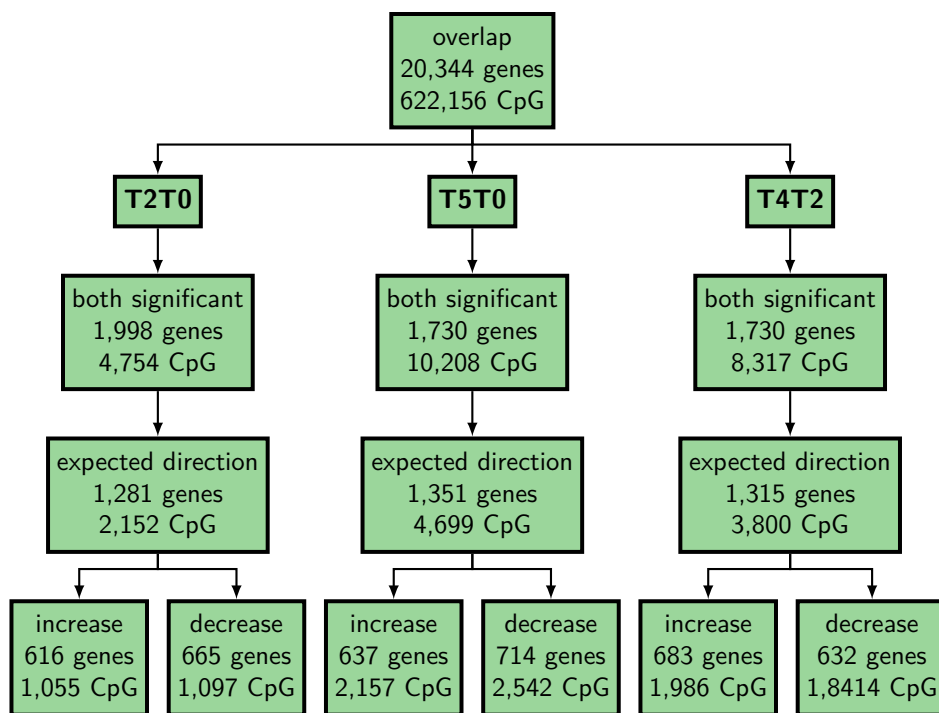 overlap
20,344 genes
622,156 CpG
T2T0
T5T0
T4T2
both significant
1,998 genes
4,754 CpG
both significant
1,730 genes
10,208 CpG
both significant
1,730 genes
8,317 CpG
expected direction
1,281 genes
2,152 CpG
expected direction
1,351 genes
4,699 CpG
expected direction
1,315 genes
3,800 CpG
increase
616 genes
1,055 CpG
decrease
665 genes
1,097 CpG
increase
637 genes
2,157 CpG
decrease
714 genes
2,542 CpG
increase
683 genes
1,986 CpG
decrease
632 genes
1,8414 CpG